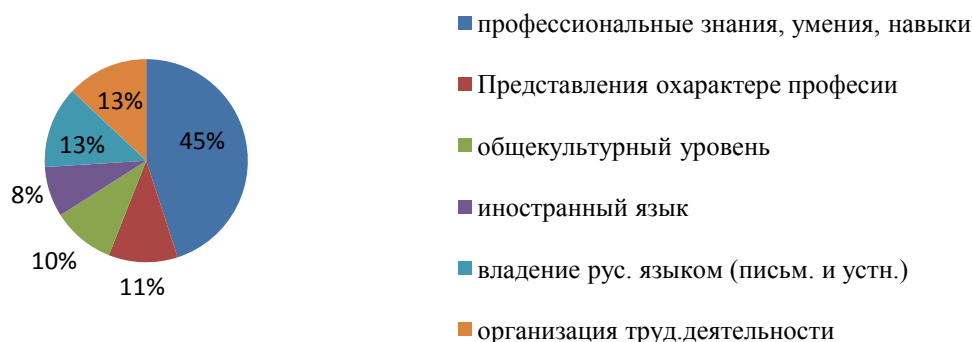 профессиональные знания, умения, навыки
Представления охарактере професии
общекультурный уровень
иностранный язык
владение рус. языком (письм. и устн.)
организация труд.деятельности
13%
45%
13%
8%
10%
11%